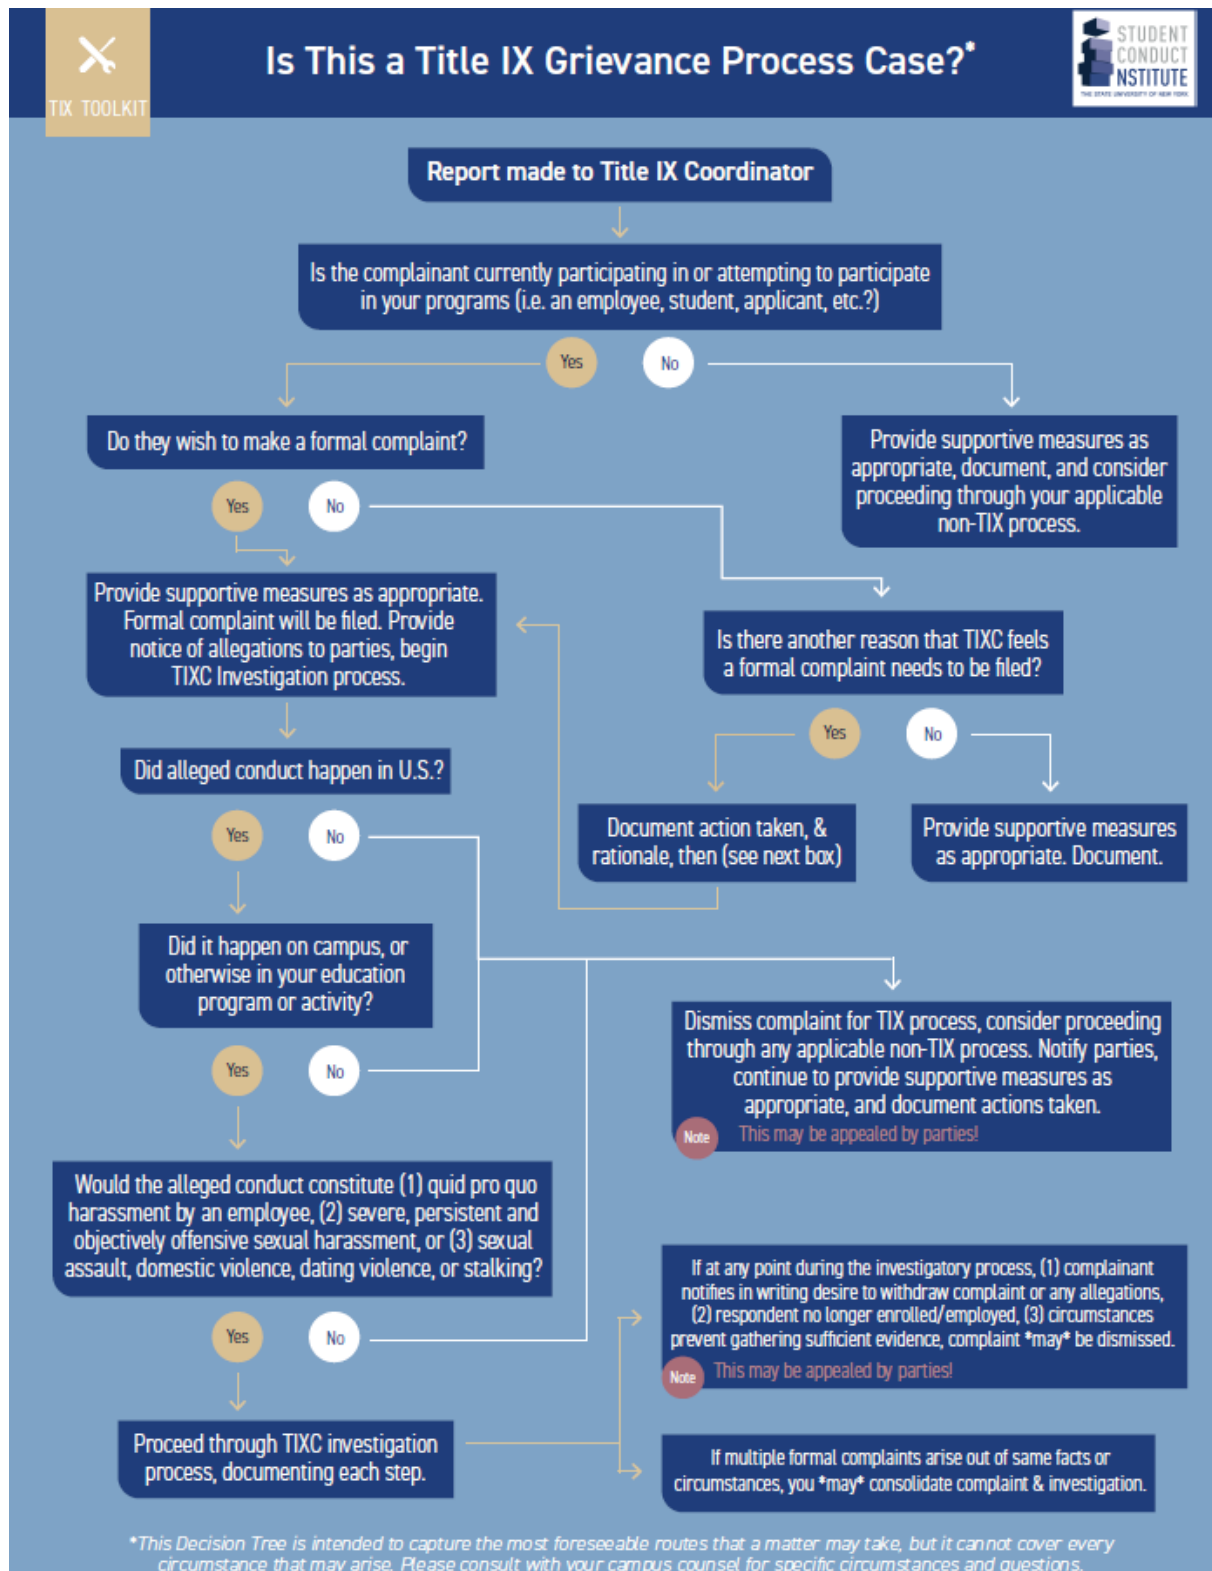 TIX TOOLKIT
Is This a Title IX Grievance Process Case?*
STUDENT
CONDUCT
INSTITUTE
THE STATE UNIVERSITY OF NEW YORK
Report made to Title IX Coordinator
Is the complainant currently participating in or attempting to participate
in your programs (i.e. an employee, student, applicant, etc.?)
Yes
No
Do they wish to make a formal complaint?
Provide supportive measures as
appropriate, document, and consider
proceeding through your applicable
non-TIX process.
Yes
No
Provide supportive measures as appropriate.
Formal complaint will be filed. Provide
notice of allegations to parties, begin
TIXC Investigation process.
Is there another reason that TIXC feels
a formal complaint needs to be filed?
Yes
No
Did alleged conduct happen in U.S.?
Yes
No
Document action taken, &
rationale, then (see next box)
Provide supportive measures
as appropriate. Document.
Did it happen on campus, or
otherwise in your education
program or activity?
Yes
No
Dismiss complaint for TIX process, consider proceeding
through any applicable non-TIX process. Notify parties,
continue to provide supportive measures as
appropriate, and document actions taken.
Note
This may be appealed by parties!
Would the alleged conduct constitute (1) quid pro quo
harassment by an employee, (2) severe, persistent and
objectively offensive sexual harassment, or (3) sexual
assault, domestic violence, dating violence, or stalking?
Yes
No
If at any point during the investigatory process, (1) complainant
notifies in writing desire to withdraw complaint or any allegations,
(2) respondent no longer enrolled/employed, (3) circumstances
prevent gathering sufficient evidence, complaint *may* be dismissed.
Note
This may be appealed by parties!
Proceed through TIXC investigation
process, documenting each step.
If multiple formal complaints arise out of same facts or
circumstances, you *may* consolidate complaint & investigation.
*This Decision Tree is intended to capture the most foreseeable routes that a matter may take, but it cannot cover every
circumstance that may arise. Please consult with your campus counsel for specific circumstances and questions.